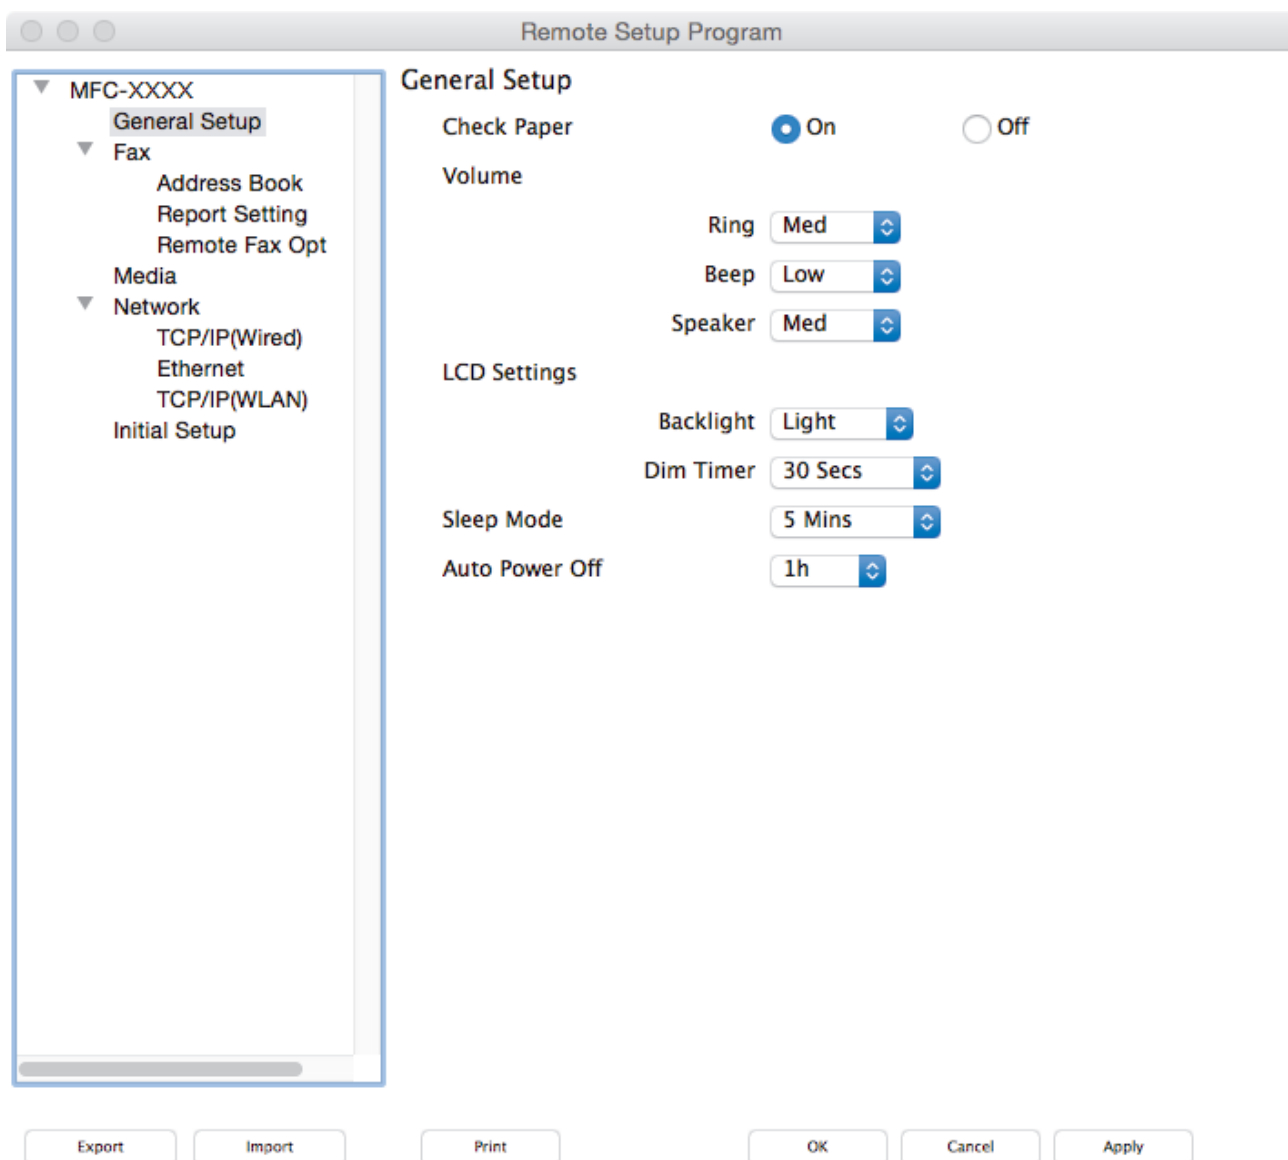 Remote Setup Program
MFC-XXXX
General Setup
Fax
Address Book
Report Setting
Remote Fax Opt
Media
Network
TCP/IP(Wired)
Ethernet
TCP/IP(WLAN)
Initial Setup
General Setup
Check Paper On Off
Volume
Ring Med
Beep Low
Speaker Med
LCD Settings
Backlight Light
Dim Timer 30 Secs
Sleep Mode 5 Mins
Auto Power Off 1h
Export Import Print OK Cancel Apply